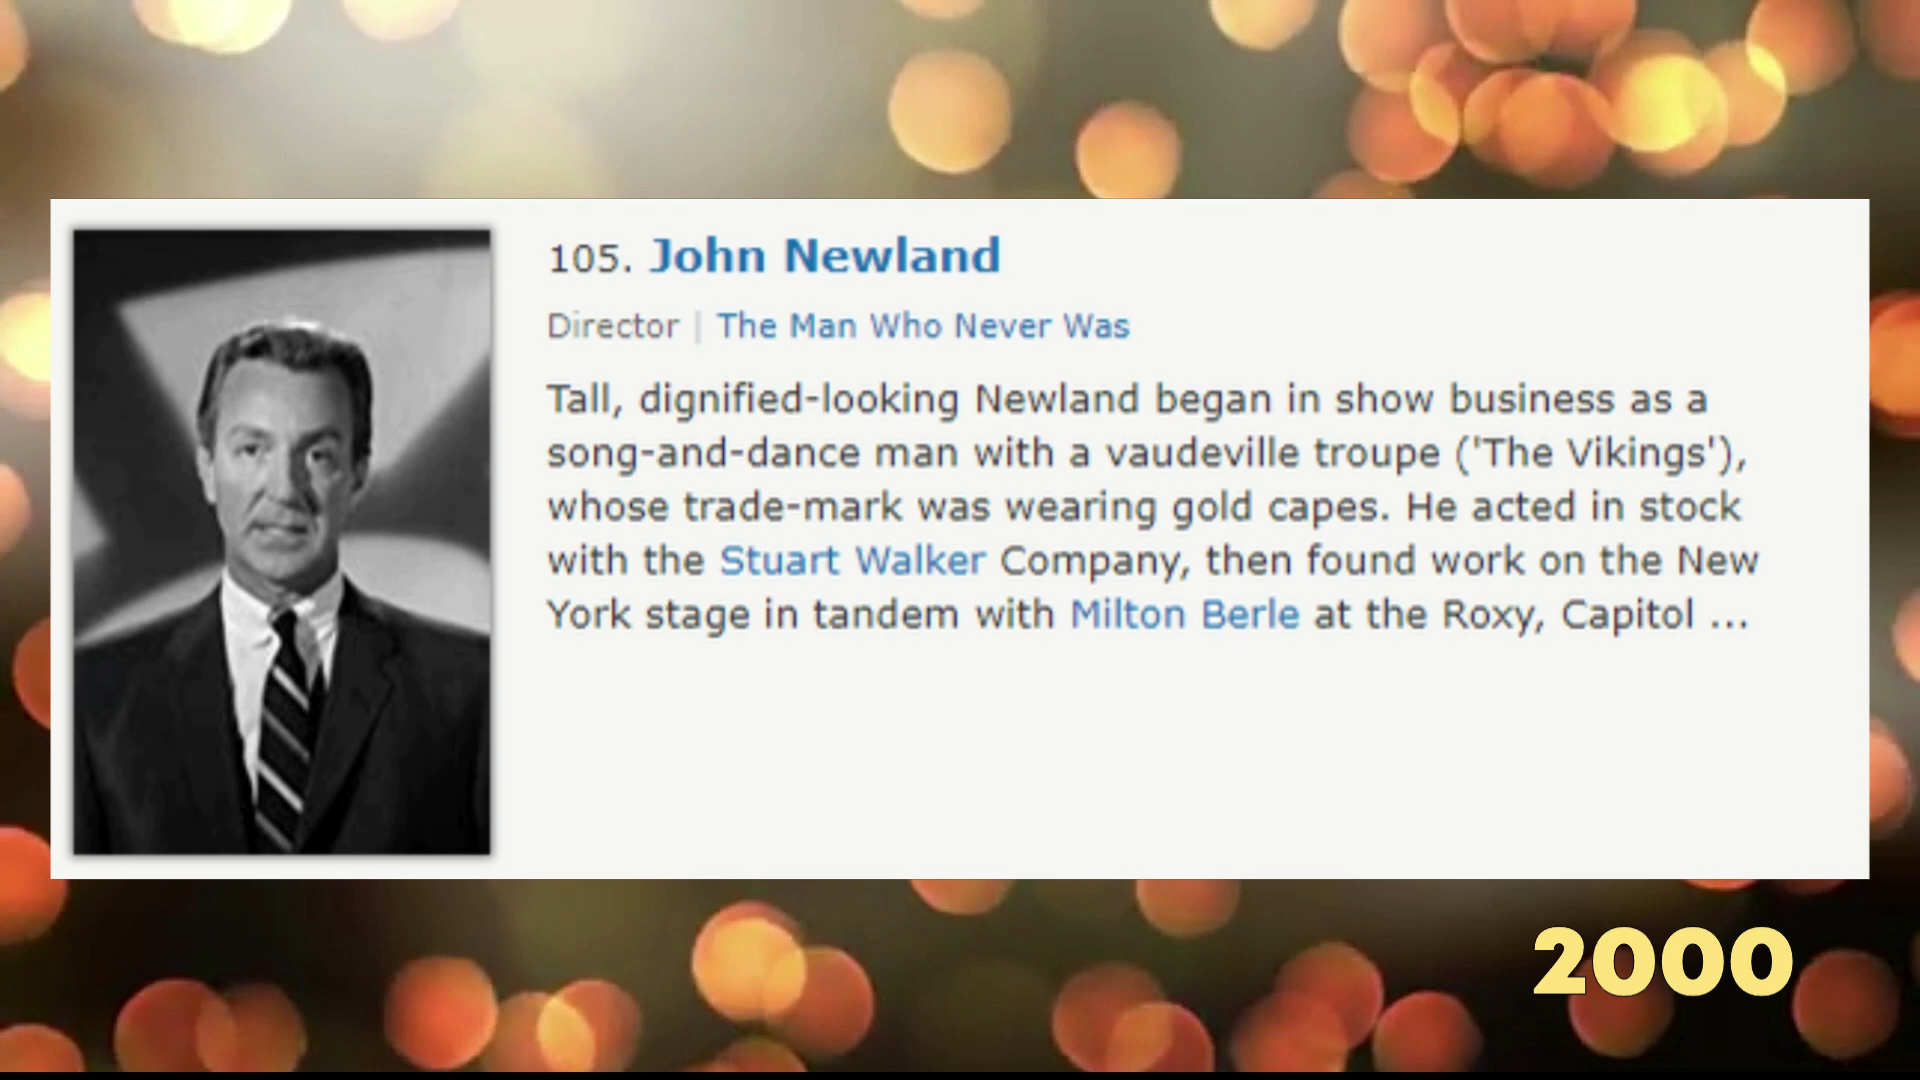 105. John Newland
Director | The Man Who Never Was
Tall, dignified-looking Newland began in show business as a
song-and-dance man with a vaudeville troupe ('The Vikings'),
whose trade-mark was wearing gold capes. He acted in stock
with the Stuart Walker Company, then found work on the New
York stage in tandem with Milton Berle at the Roxy, Capitol ...
2000